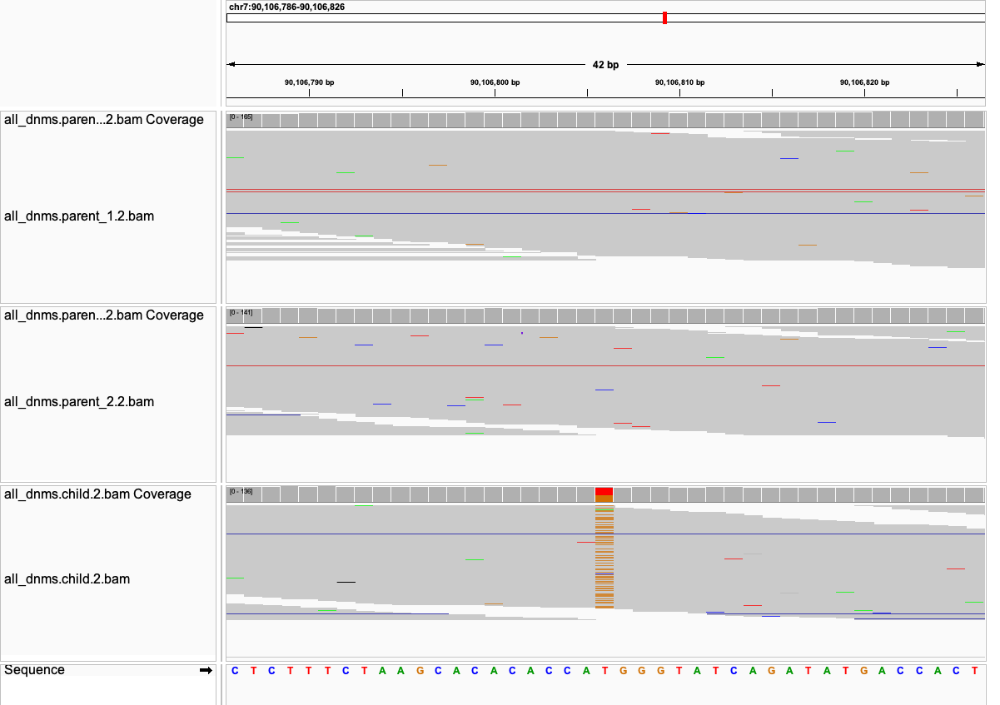 chr7:90,106,786-90,106,826
42 bp
90,106,790 bp 90,106,800 bp 90,106,810 bp 90,106,820 bp
all_dnms.paren...2.bam Coverage
[0 - 165]
all_dnms.parent_1.2.bam
all_dnms.paren...2.bam Coverage
[0 - 141]
all_dnms.parent_2.2.bam
all_dnms.child.2.bam Coverage
[0 - 136]
all_dnms.child.2.bam
Sequence C T C T T T C T A A G C A C A C A C C A T G G G T A T C A G A T A T G A C C A C T